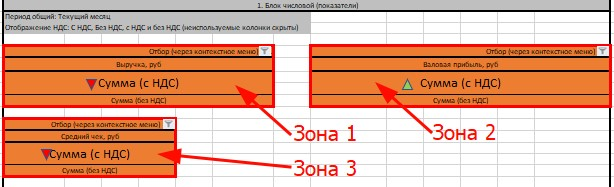 1. Блок числовой (показатели)
Период общий: Текущий месяц
Отображение НДС: С НДС, Без НДС, с НДС и без НДС (неиспользуемые колонки скрыты)
Отбор (через контекстное меню)
Выручка, руб
Сумма (с НДС)
Сумма (без НДС)
Отбор (через контекстное меню)
Валовая прибыль, руб
Сумма (с НДС)
Сумма (без НДС)
Зона 1
Зона 2
Отбор (через контекстное меню)
Средний чек, руб
Сумма (с НДС)
Сумма (без НДС)
Зона 3